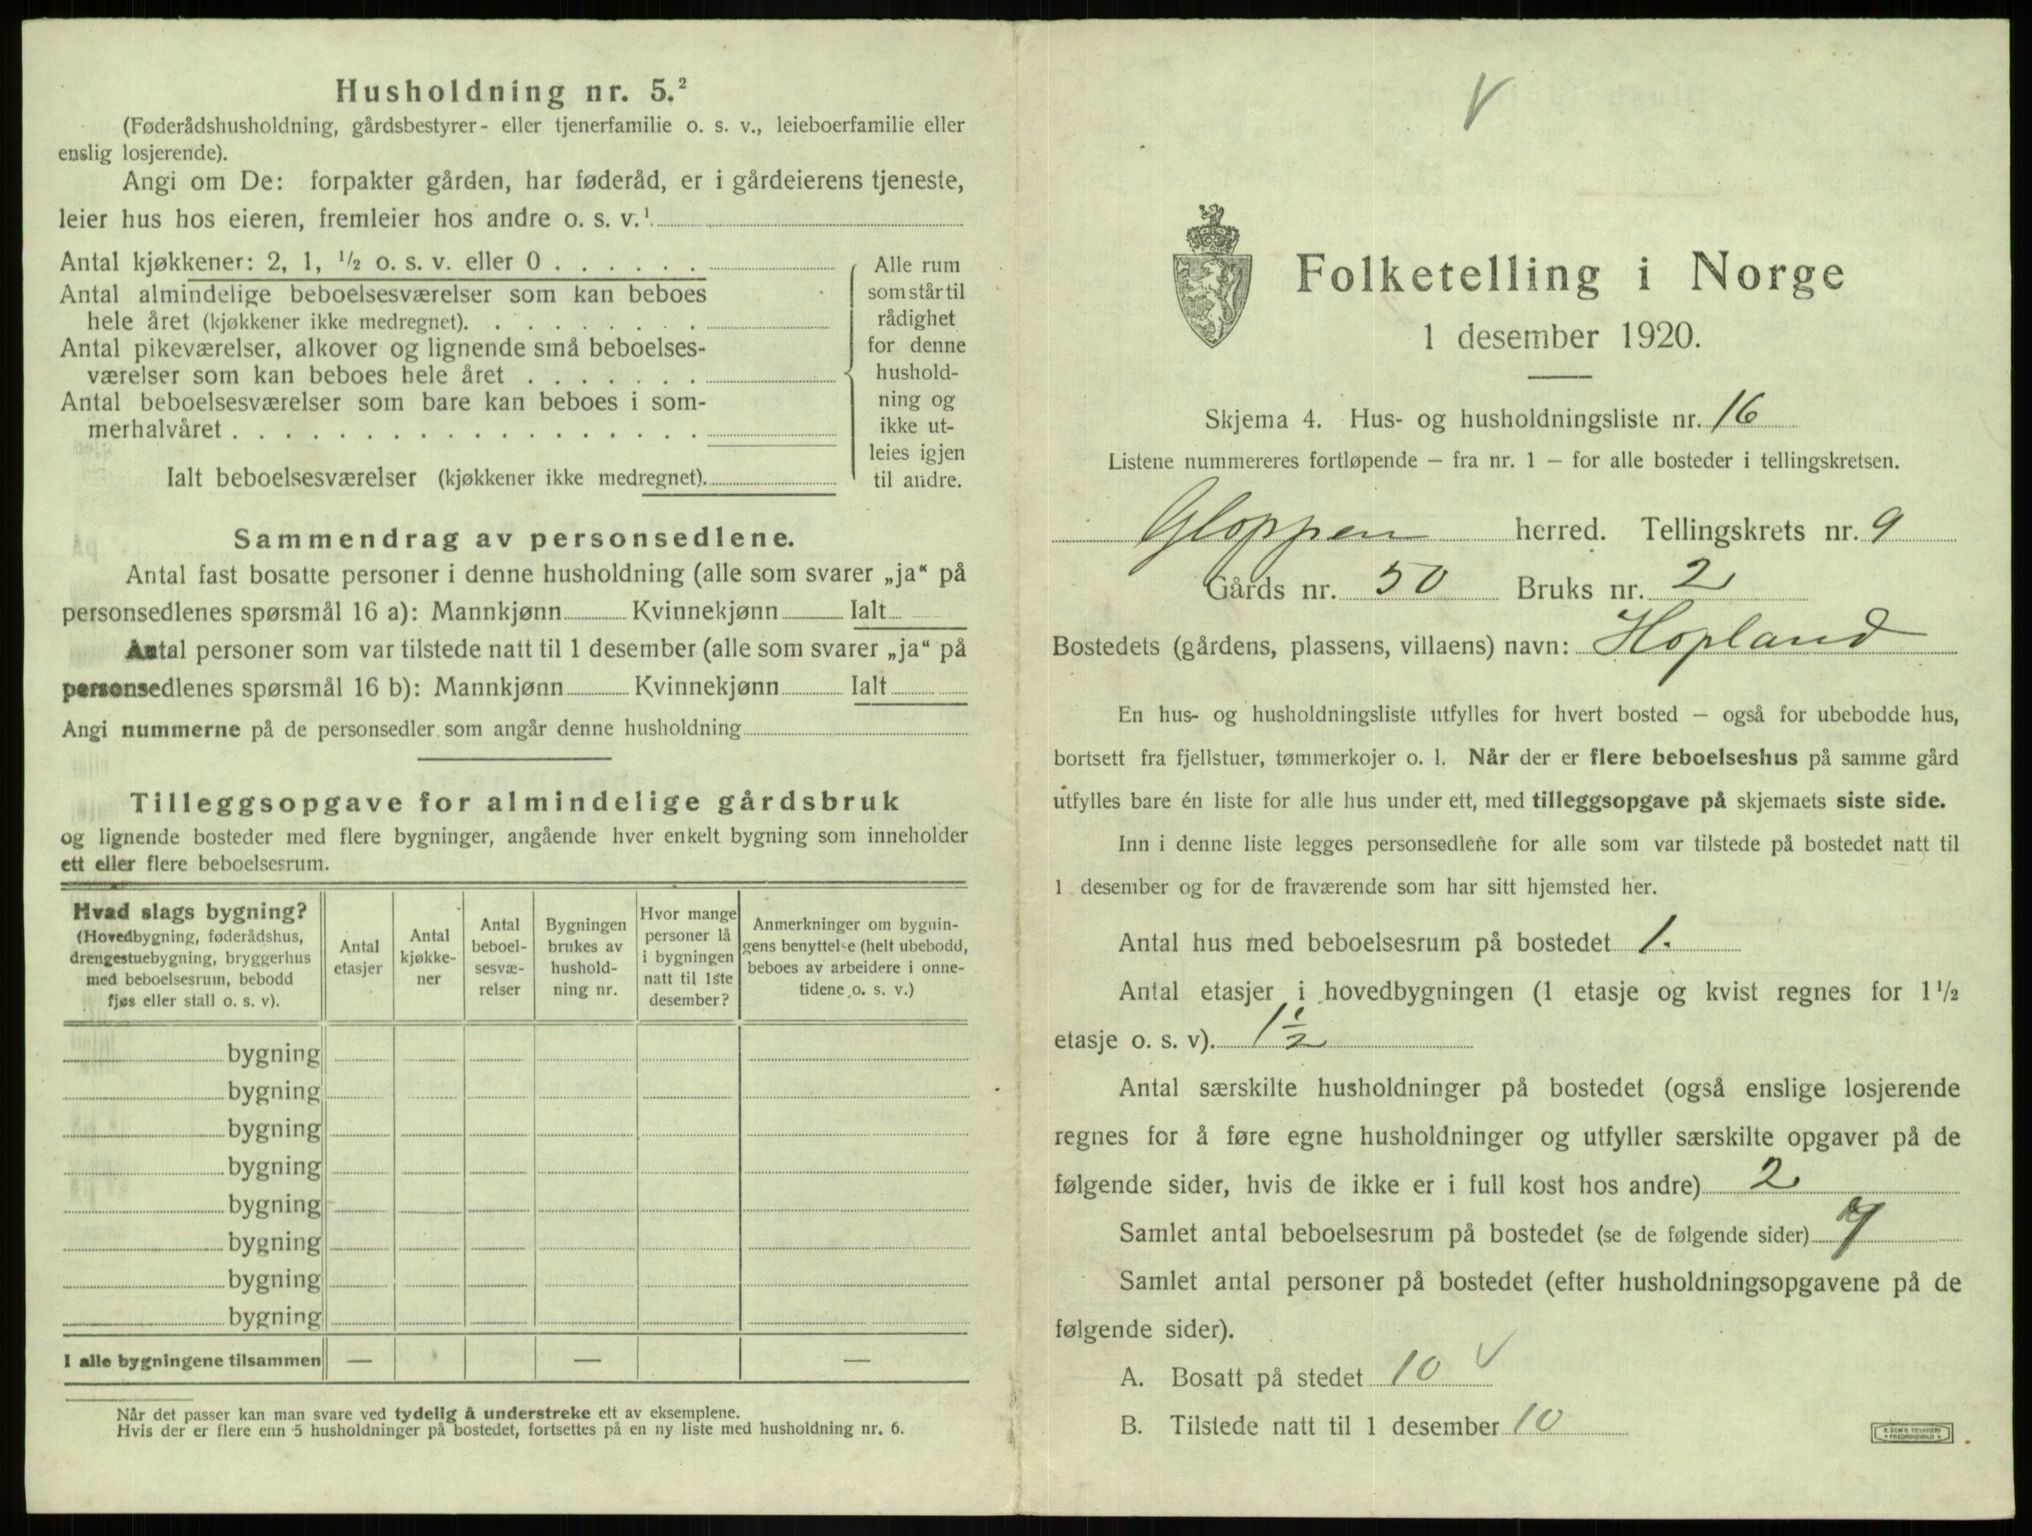 Husholdning nr. 5.²
(Føderådshusholdning, gårdsbestyrer- eller tjenerfamilie o. s. v., leieboerfamilie eller
enslig losjerende).
Angi om De: forpakter gården, har føderåd, er i gårdeierens tjeneste,
leier hus hos eieren, fremleier hos andre o. s. v.¹
Antal kjøkkener: 2, 1, ½ o. s. v. eller 0 . . . . . .
Antal almindelige beboelsesværelser som kan beboes
hele året (kjøkkener ikke medregnet). . . . . . . . .
Antal pikeværelser, alkover og lignende små beboelses-
værelser som kan beboes hele året . . . . . . .
Antal beboelsesværelser som bare kan beboes i som-
merhalvåret . . . . . . . . . . . . . . . . . .
Ialt beboelsesværelser (kjøkkener ikke medregnet).
Alle rum
som står til
rådighet
for denne
hushold-
ning og
ikke ut-
leies igjen
til andre.
Sammendrag av personsedlene.
Antal fast bosatte personer i denne husholdning (alle som svarer „ja“ på
personsedlenes spørsmål 16 a): Mannkjønn Kvinnekjønn Ialt
Antal personer som var tilstede natt til 1 desember (alle som svarer „ja“ på
personsedlenes spørsmål 16 b): Mannkjønn Kvinnekjønn Ialt
Angi nummerne på de personsedler som angår denne husholdning
Tilleggsopgave for almindelige gårdsbruk
og lignende bosteder med flere bygninger, angående hver enkelt bygning som inneholder
ett eller flere beboelsesrum.
Hvad slags bygning?
(Hovedbygning, føderådshus,
drengestuebygning, bryggerhus
med beboelsesrum, bebodd
fjøs eller stall o. s. v).
Antal
etasjer
Antal
kjøkke-
ner
Antal
beboel-
sesvæ-
relser
Bygningen
brukes av
hushold-
ning nr.
Hvor mange
personer lå
i bygningen
natt til 1ste
desember?
Anmerkninger om bygnin-
gens benyttelse (helt ubebodd,
beboes av arbeidere i onne-
tidene o. s. v.)
bygning
bygning
bygning
bygning
bygning
bygning
bygning
bygning
I alle bygningene tilsammen — — —
Når det passer kan man svare ved tydelig å understreke ett av eksemplene.
Hvis der er flere enn 5 husholdninger på bostedet, fortsettes på en ny liste med husholdning nr. 6.
V
Folketelling i Norge
1 desember 1920.
Skjema 4. Hus- og husholdningsliste nr. 16
Listene nummereres fortløpende – fra nr. 1 – for alle bosteder i tellingskretsen.
Gloppen herred. Tellingskrets nr. 9
Gårds nr. 50 Bruks nr. 2
Bostedets (gårdens, plassens, villaens) navn: Hopland
En hus- og husholdningsliste utfylles for hvert bosted – også for ubebodde hus,
bortsett fra fjellstuer, tømmerkojer o. l. Når der er flere beboelseshus på samme gård
utfylles bare én liste for alle hus under ett, med tilleggsopgave på skjemaets siste side.
Inn i denne liste legges personsedlene for alle som var tilstede på bostedet natt til
1 desember og for de fraværende som har sitt hjemsted her.
Antal hus med beboelsesrum på bostedet 1.
Antal etasjer i hovedbygningen (1 etasje og kvist regnes for 1½
etasje o. s. v). 1½
Antal særskilte husholdninger på bostedet (også enslige losjerende
regnes for å føre egne husholdninger og utfyller særskilte opgaver på de
følgende sider, hvis de ikke er i full kost hos andre) 2
Samlet antal beboelsesrum på bostedet (se de følgende sider) 7
Samlet antal personer på bostedet (efter husholdningsopgavene på de
følgende sider).
A. Bosatt på stedet 10 V
B. Tilstede natt til 1 desember 10